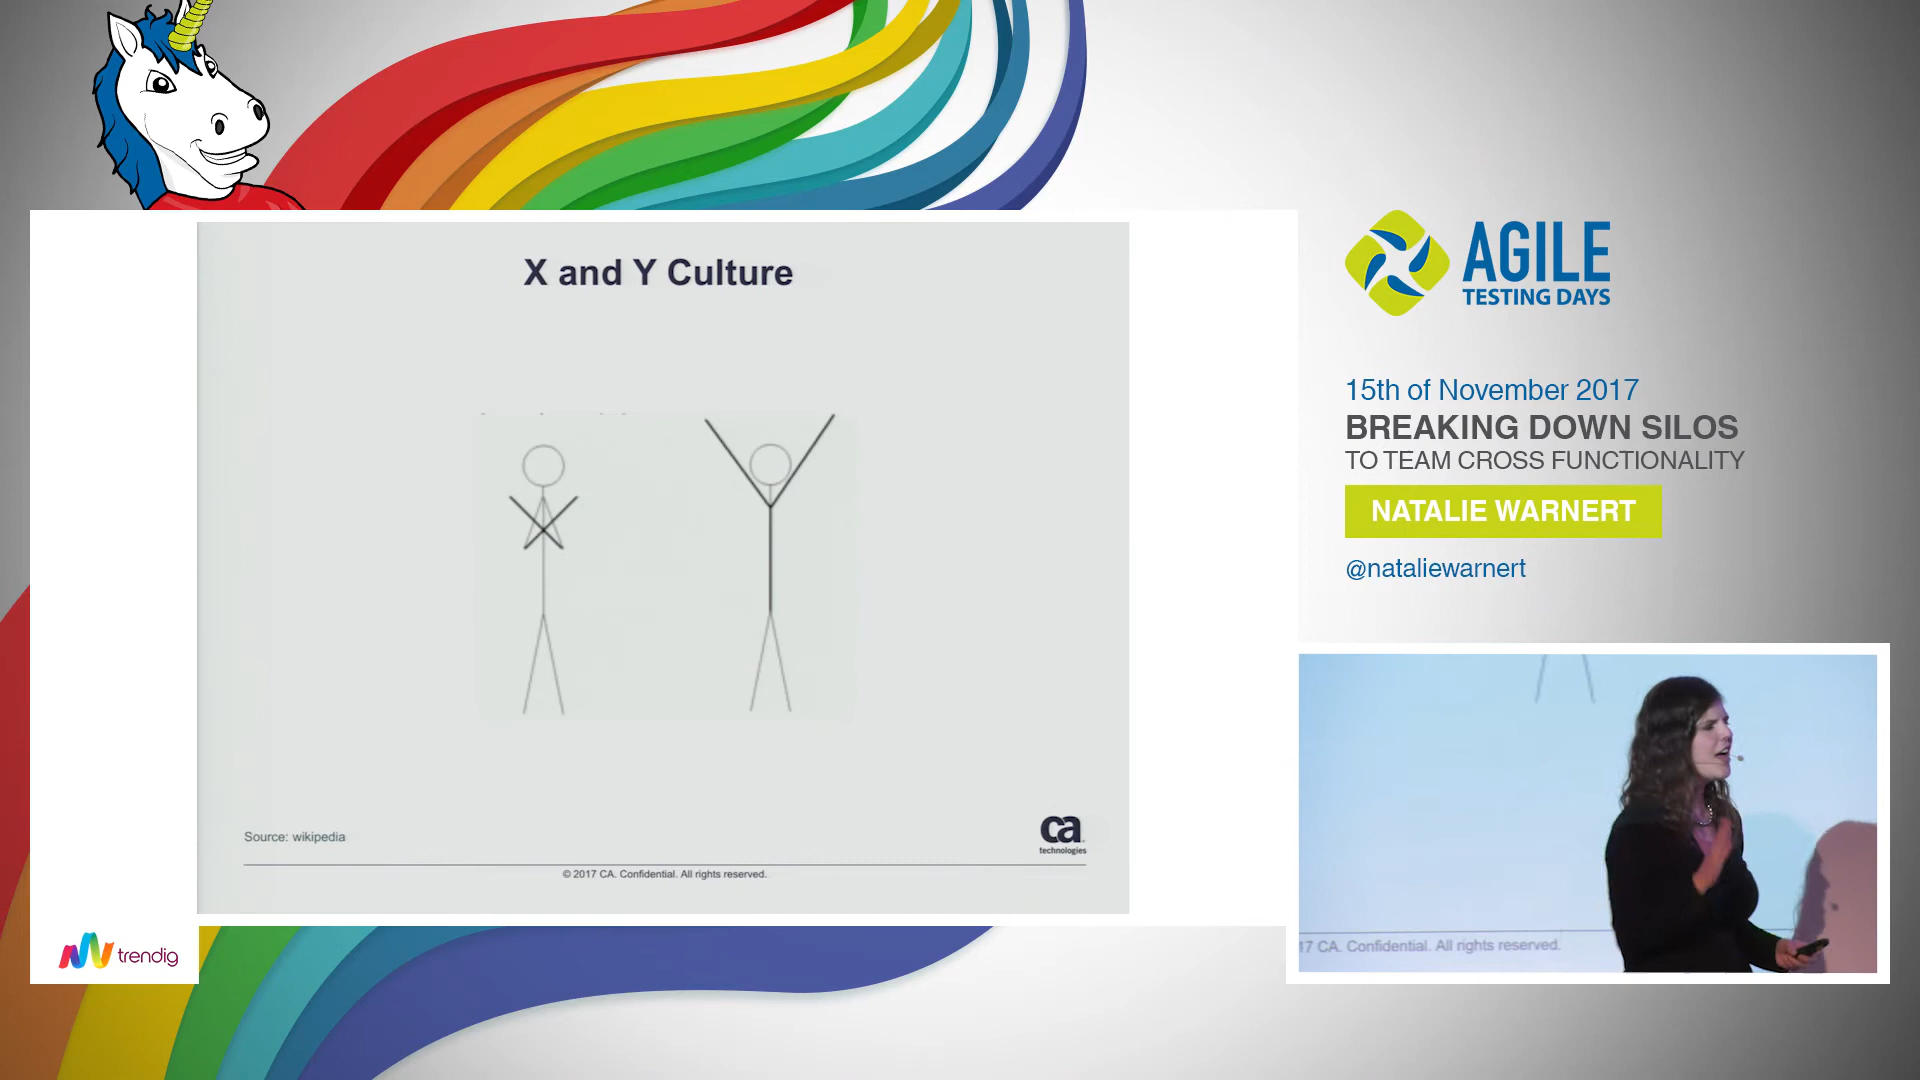 X and Y Culture
Source: wikipedia
ca
technologies
© 2017 CA. Confidential. All rights reserved.
trendig
AGILE
TESTING DAYS
15th of November 2017
BREAKING DOWN SILOS
TO TEAM CROSS FUNCTIONALITY
NATALIE WARNERT
@nataliewarnert
17 CA. Confidential. All rights reserved.